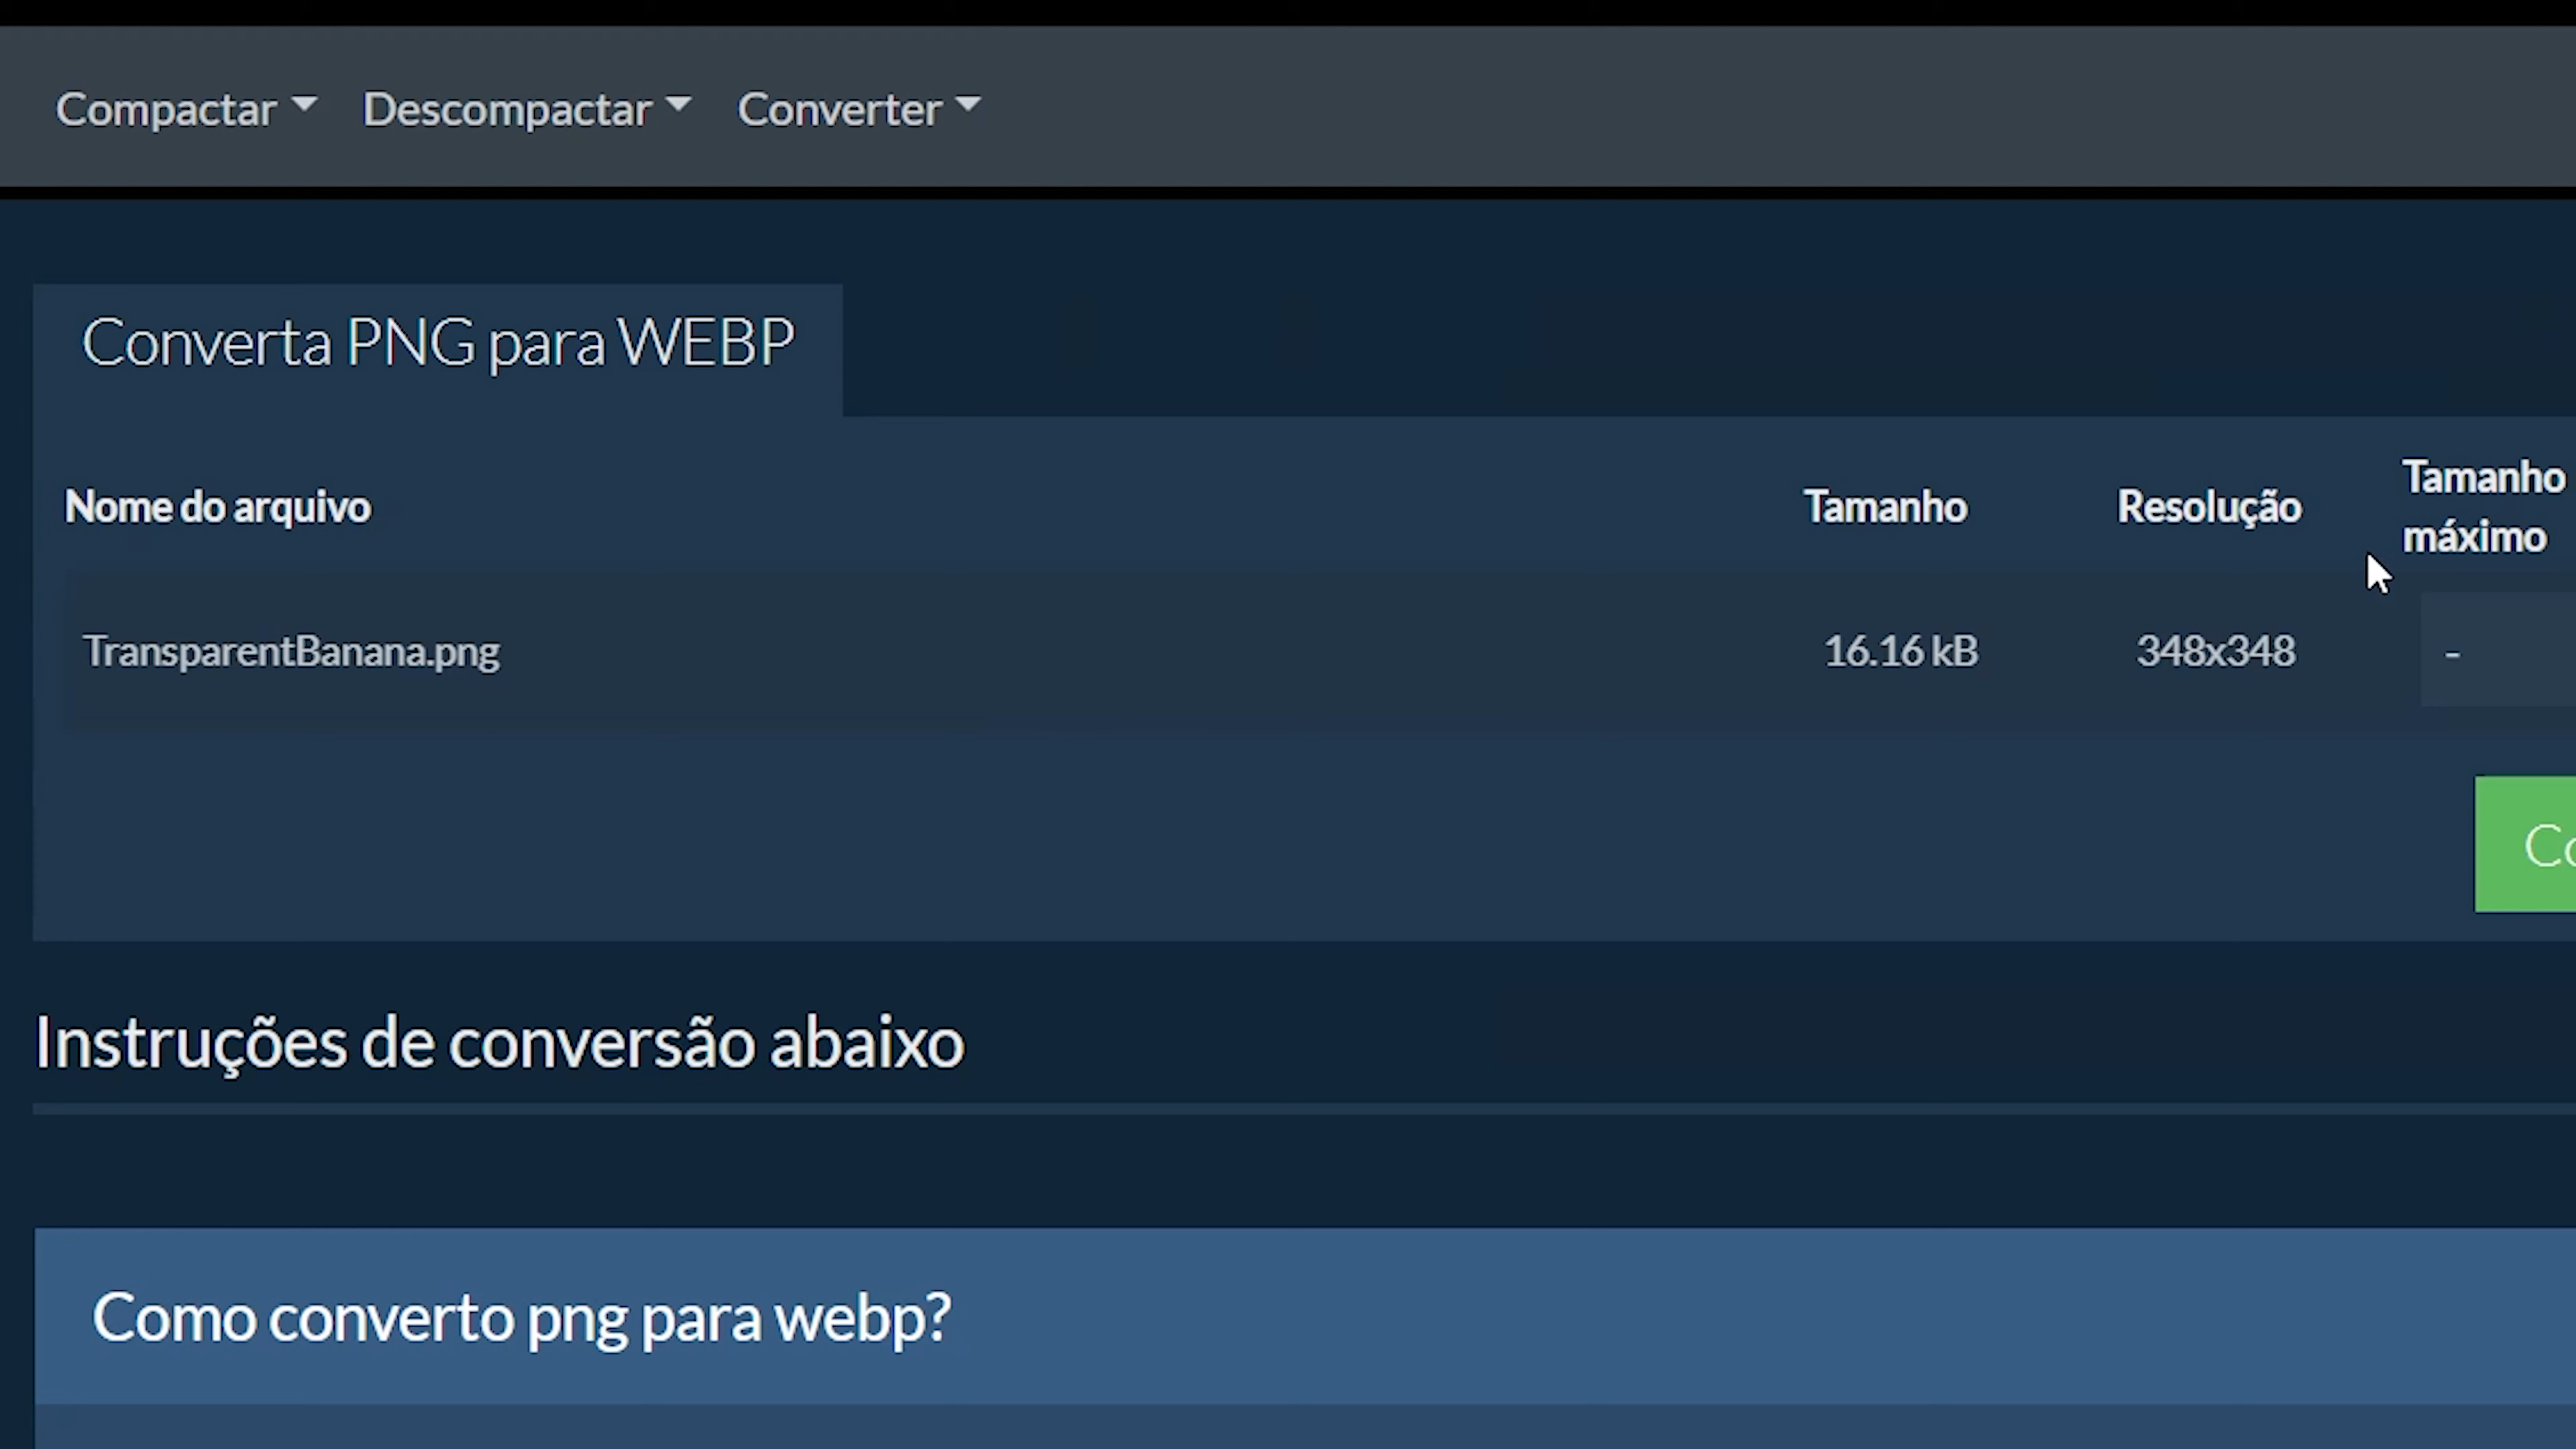 Compactar Descompactar Converter
Converta PNG para WEBP
Nome do arquivo Tamanho Resolução Tamanho máximo
TransparentBanana.png 16.16 kB 348x348 -
Instruções de conversão abaixo
Como converto png para webp?